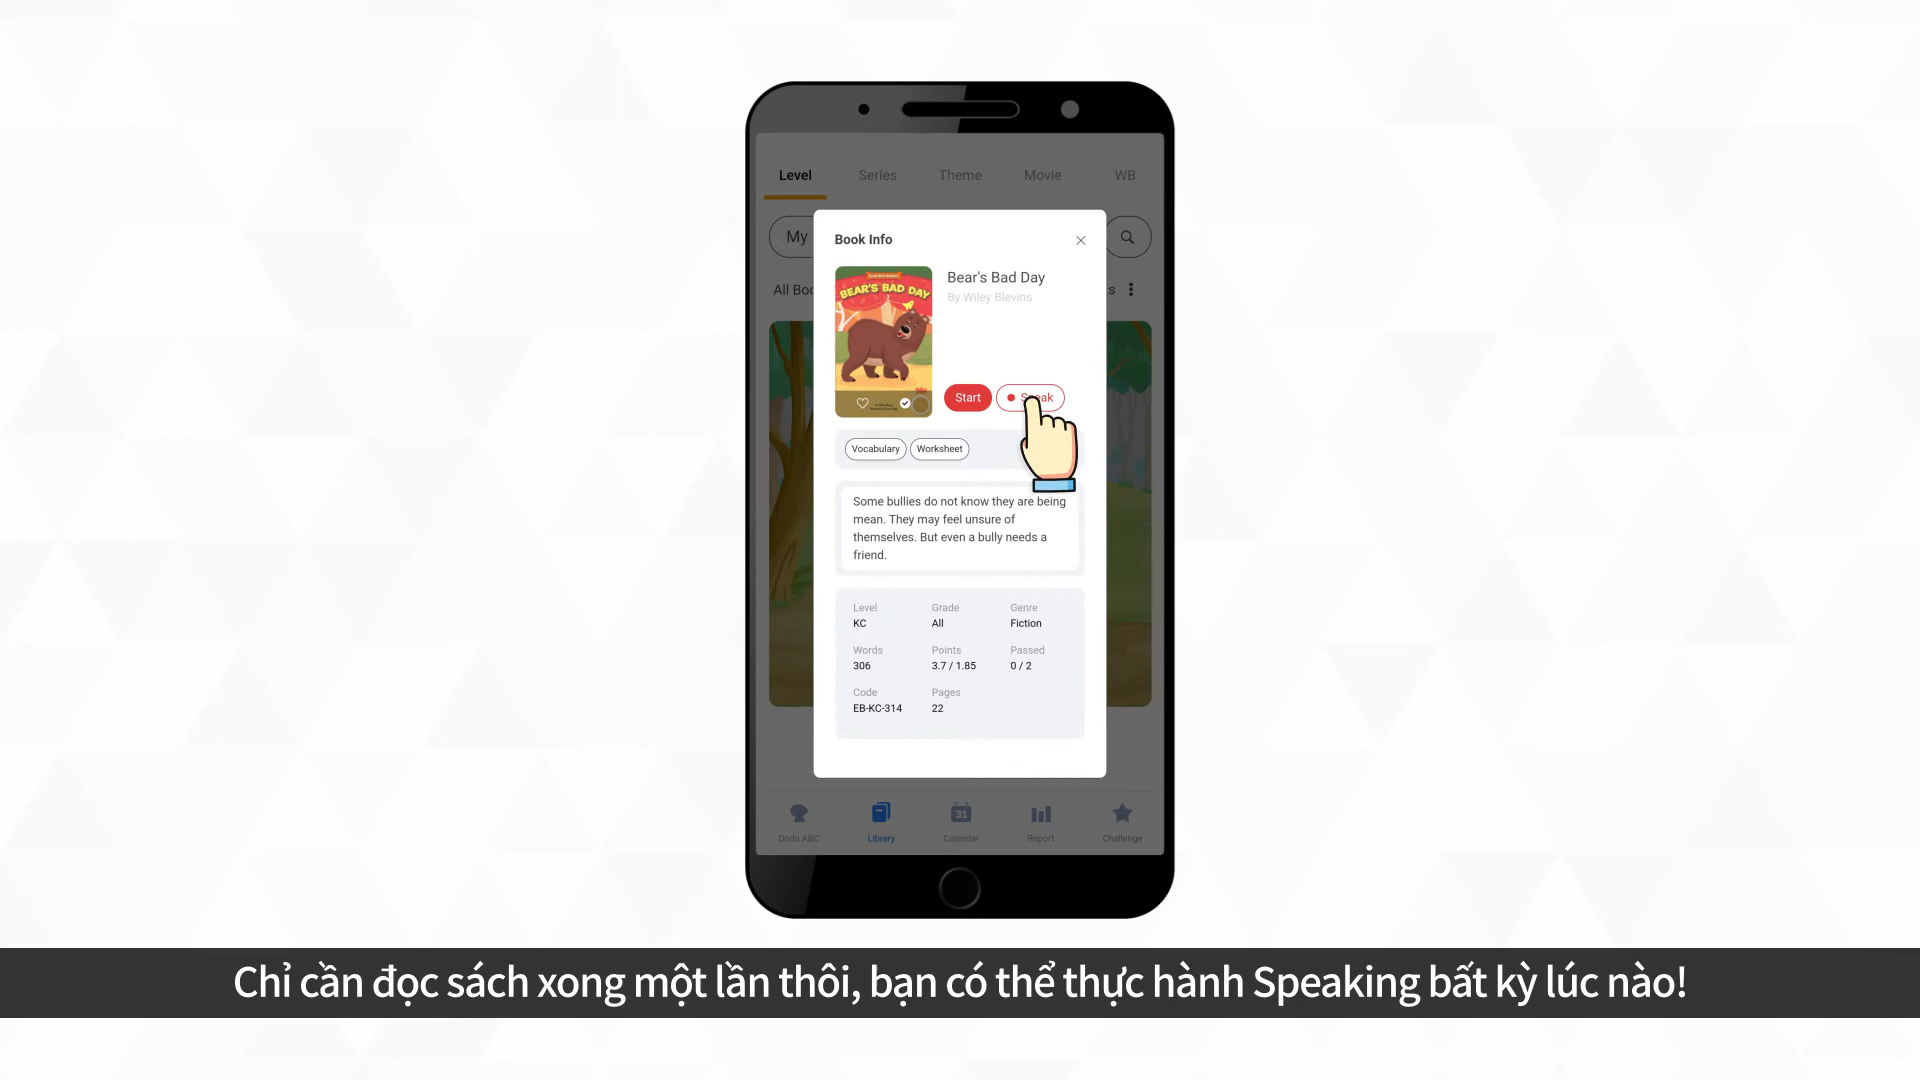 Level Series Theme Movie WB
My
Book Info
BEAR'S BAD DAY
Bear's Bad Day
By Wiley Blevins
All Boo
s
Start
Vocabulary Worksheet
Some bullies do not know they are being
mean. They may feel unsure of
themselves. But even a bully needs a
friend.
Level Grade Genre
KC All Fiction
Words Points Passed
306 3.7 / 1.85 0 / 2
Code Pages
EB-KC-314 22
31
Dodo ABC Library Calendar Report Challenge
Chỉ cần đọc sách xong một lần thôi, bạn có thể thực hành Speaking bất kỳ lúc nào!